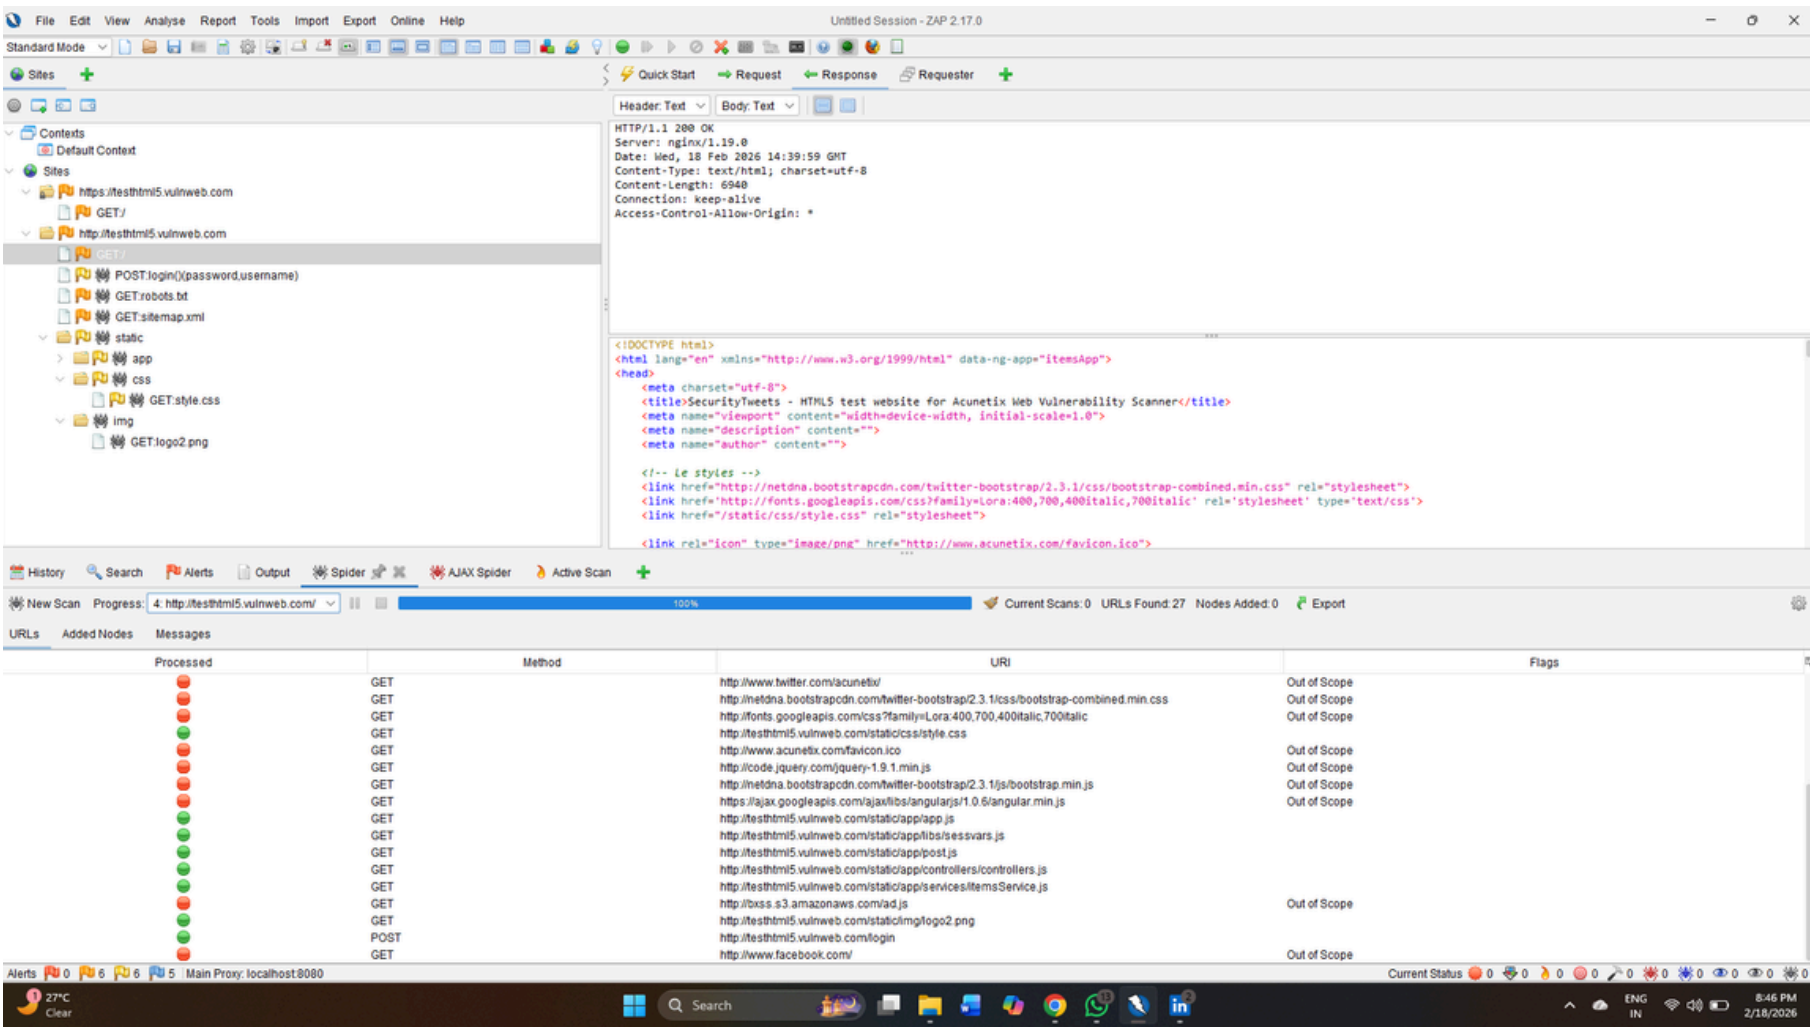 File Edit View Analyse Report Tools Import Export Online Help
Untitled Session - ZAP 2.17.0
Standard Mode
Sites
Quick Start Request Response Requester
Header: Text Body: Text
Contexts
Default Context
Sites
https://testhtml5.vulnweb.com
GET:/
http://testhtml5.vulnweb.com
GET:/
POST:login()(password,username)
GET:robots.txt
GET:sitemap.xml
static
app
css
GET:style.css
img
GET:logo2.png
HTTP/1.1 200 OK
Server: nginx/1.19.0
Date: Wed, 18 Feb 2026 14:39:59 GMT
Content-Type: text/html; charset=utf-8
Content-Length: 6940
Connection: keep-alive
Access-Control-Allow-Origin: *
<!DOCTYPE html>
<html lang="en" xmlns="http://www.w3.org/1999/html" data-ng-app="itemsApp">
<head>
<meta charset="utf-8">
<title>SecurityTweets - HTML5 test website for Acunetix Web Vulnerability Scanner</title>
<meta name="viewport" content="width=device-width, initial-scale=1.0">
<meta name="description" content="">
<meta name="author" content="">
<!-- Le styles -->
<link href="http://netdna.bootstrapcdn.com/twitter-bootstrap/2.3.1/css/bootstrap-combined.min.css" rel="stylesheet">
<link href='http://fonts.googleapis.com/css?family=Lora:400,700,400italic,700italic' rel='stylesheet' type='text/css'>
<link href="/static/css/style.css" rel="stylesheet">
<link rel="icon" type="image/png" href="http://www.acunetix.com/favicon.ico">
History Search Alerts Output Spider AJAX Spider Active Scan
New Scan Progress: 4: http://testhtml5.vulnweb.com/ 100% Current Scans: 0 URLs Found: 27 Nodes Added: 0 Export
URLs Added Nodes Messages
Processed Method URI Flags
GET http://www.twitter.com/acunetix/ Out of Scope
GET http://netdna.bootstrapcdn.com/twitter-bootstrap/2.3.1/css/bootstrap-combined.min.css Out of Scope
GET http://fonts.googleapis.com/css?family=Lora:400,700,400italic,700italic Out of Scope
GET http://testhtml5.vulnweb.com/static/css/style.css
GET http://www.acunetix.com/favicon.ico Out of Scope
GET http://code.jquery.com/jquery-1.9.1.min.js Out of Scope
GET http://netdna.bootstrapcdn.com/twitter-bootstrap/2.3.1/js/bootstrap.min.js Out of Scope
GET https://ajax.googleapis.com/ajax/libs/angularjs/1.0.6/angular.min.js Out of Scope
GET http://testhtml5.vulnweb.com/static/app/app.js
GET http://testhtml5.vulnweb.com/static/app/libs/sessvars.js
GET http://testhtml5.vulnweb.com/static/app/post.js
GET http://testhtml5.vulnweb.com/static/app/controllers/controllers.js
GET http://testhtml5.vulnweb.com/static/app/services/itemsService.js
GET http://bxss.s3.amazonaws.com/ad.js Out of Scope
GET http://testhtml5.vulnweb.com/static/img/logo2.png
POST http://testhtml5.vulnweb.com/login
GET http://www.facebook.com/ Out of Scope
Alerts 0 6 6 5 Main Proxy: localhost:8080
Current Status 0 0 0 0 0 0 0 0 0 0
1 27°C
Clear
Search
ENG
IN
8:46 PM
2/18/2026